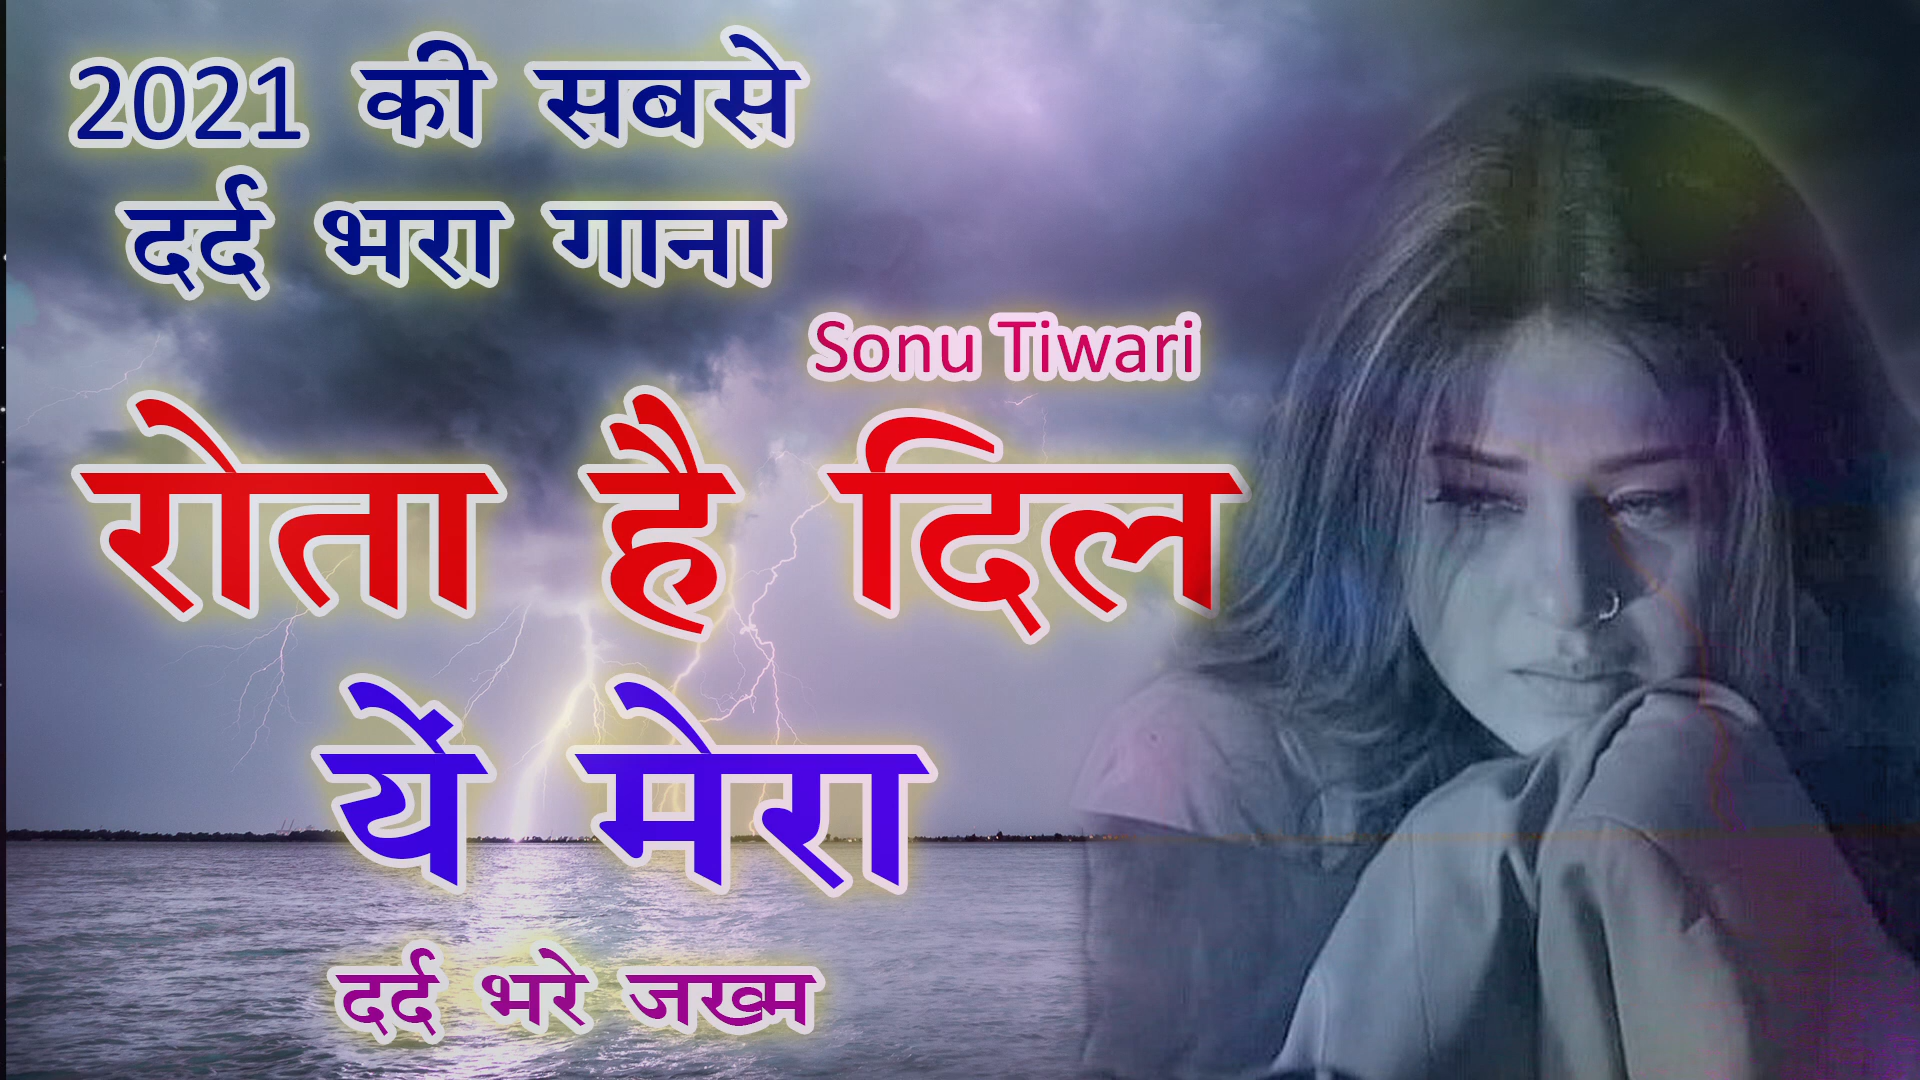 2021 की सबसे
दर्द भरा गाना
Sonu Tiwari
रोता है दिल
यें मेरा
दर्द भरे जख्म